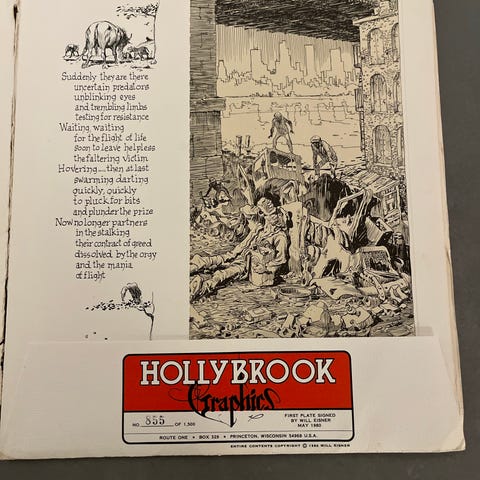 Suddenly they are there
uncertain predators
unblinking eyes
and trembling limbs
testing for resistance
Waiting, waiting
for the flight of life
soon to leave helpless
the faltering victim
Hovering....then at last
swarming, darting
quickly, quickly
to pluck for bits
and plunder the prize
Now no longer partners
in the stalking
their contract of greed
dissolved by the orgy
and the mania
of flight
HOLLYBROOK
Graphics
NO. 855 OF 1,500
FIRST PLATE SIGNED
BY WILL EISNER
MAY 1980
ROUTE ONE • BOX 329 • PRINCETON, WISCONSIN 54968 U.S.A.
ENTIRE CONTENTS COPYRIGHT © 1980 WILL EISNER